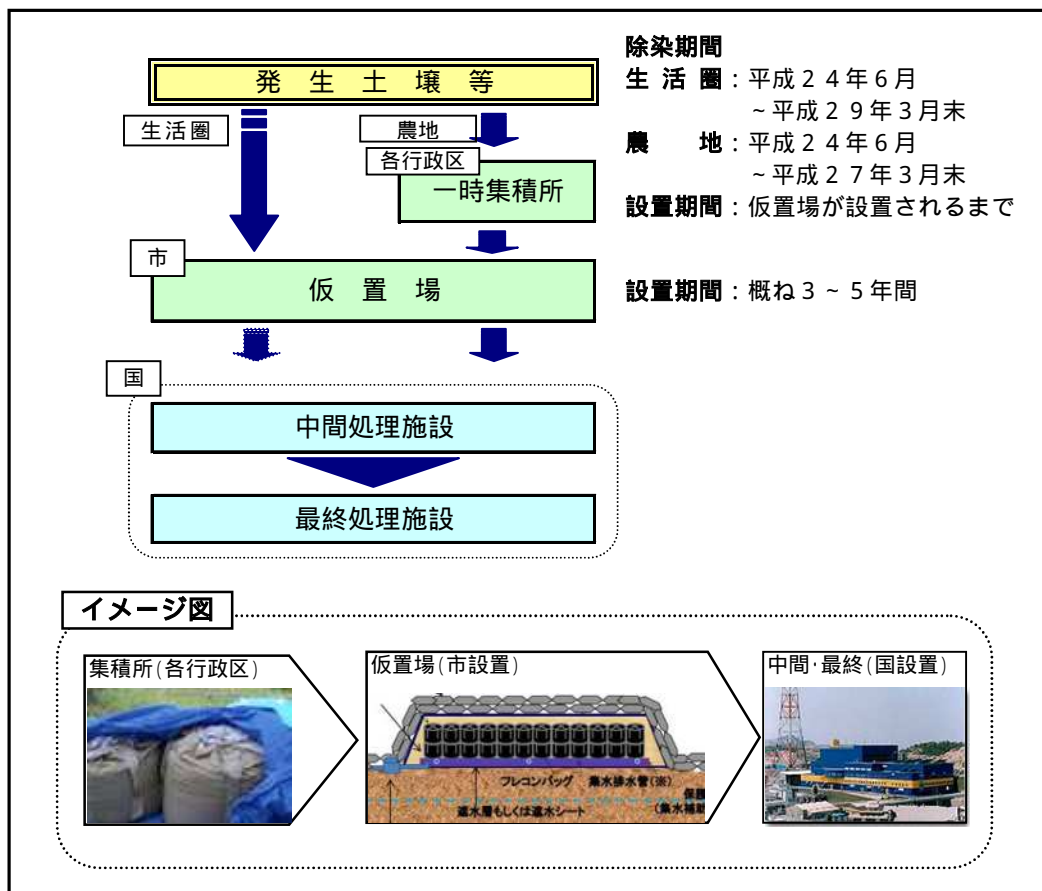 除染期間
発　生　土　壌　等
生 活 圏：平成２４年６月
～平成２９年３月末
生活圏
農地
農　　地：平成２４年６月
～平成２７年３月末
各行政区
一時集積所
設置期間：仮置場が設置されるまで
市
仮　置　場
設置期間：概ね３～５年間
国
中間処理施設
最終処理施設
イメージ図
集積所(各行政区)
仮置場(市設置)
中間・最終(国設置)
フレコンバッグ　集水排水管(※)
保護
遮水層もしくは遮水シート
(集水補助